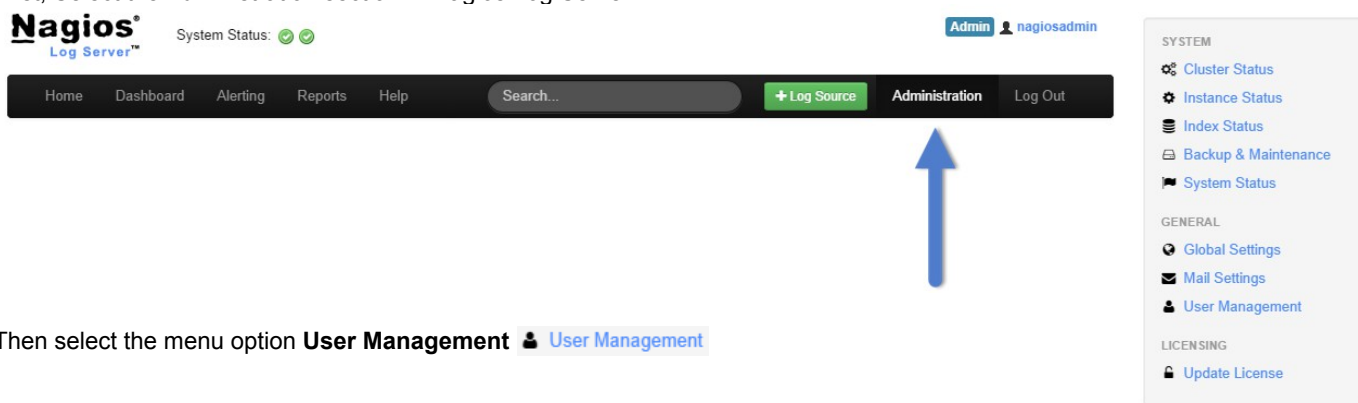 Nagios®
Log Server™
System Status:
Admin nagiosadmin
Home Dashboard Alerting Reports Help Search... +Log Source Administration Log Out
Then select the menu option User Management User Management
SYSTEM
Cluster Status
Instance Status
Index Status
Backup & Maintenance
System Status
GENERAL
Global Settings
Mail Settings
User Management
LICENSING
Update License